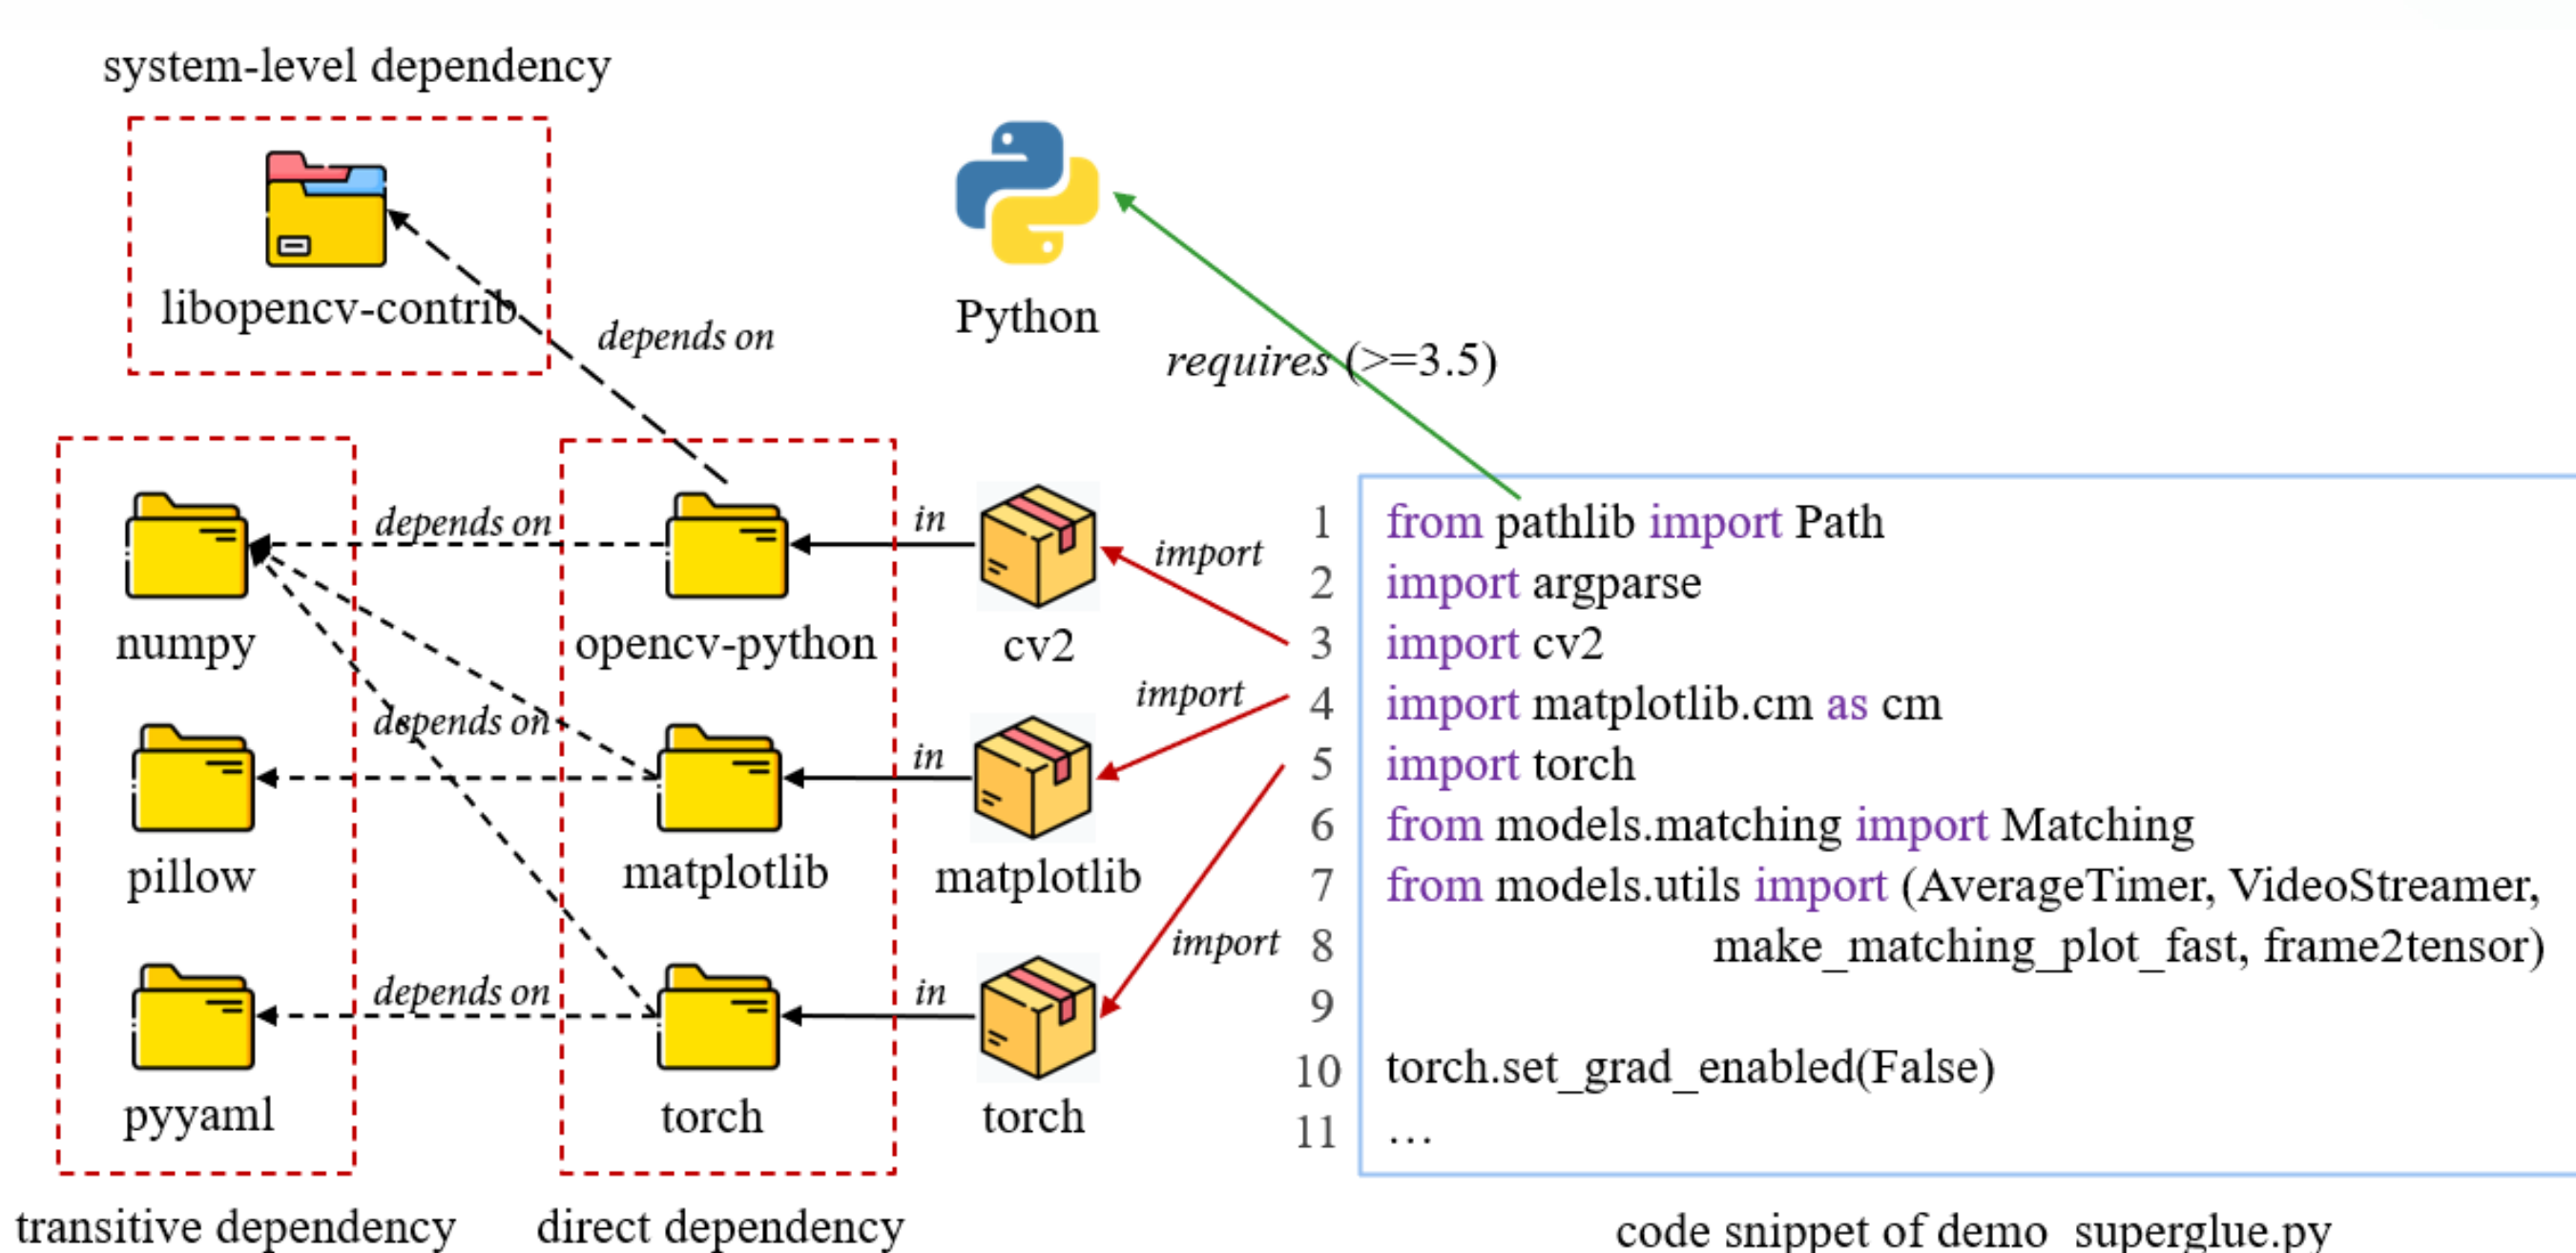 system-level dependency
libopencv-contrib
depends on
Python
requires (>=3.5)
numpy
pillow
pyyaml
transitive dependency
depends on
depends on
depends on
opencv-python
matplotlib
torch
direct dependency
in
in
in
cv2
matplotlib
torch
import
import
import
1 from pathlib import Path
2 import argparse
3 import cv2
4 import matplotlib.cm as cm
5 import torch
6 from models.matching import Matching
7 from models.utils import (AverageTimer, VideoStreamer,
8 make_matching_plot_fast, frame2tensor)
9
10 torch.set_grad_enabled(False)
11 …
code snippet of demo_superglue.py